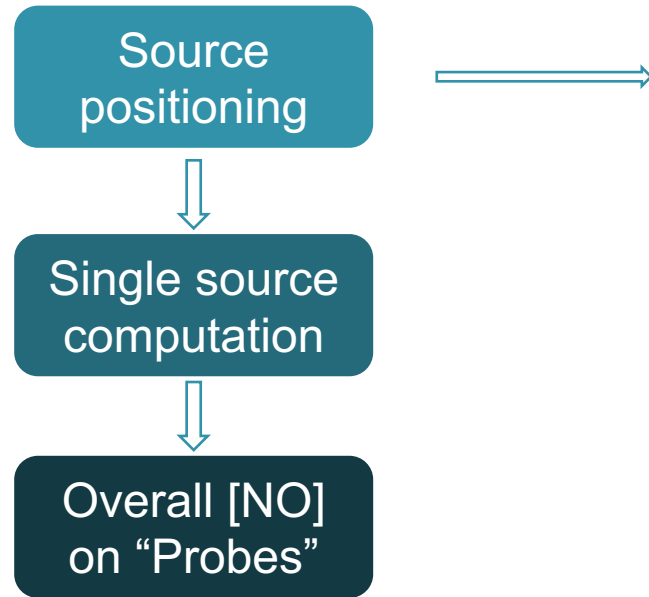 Source
positioning
Single source
computation
Overall [NO]
on “Probes”